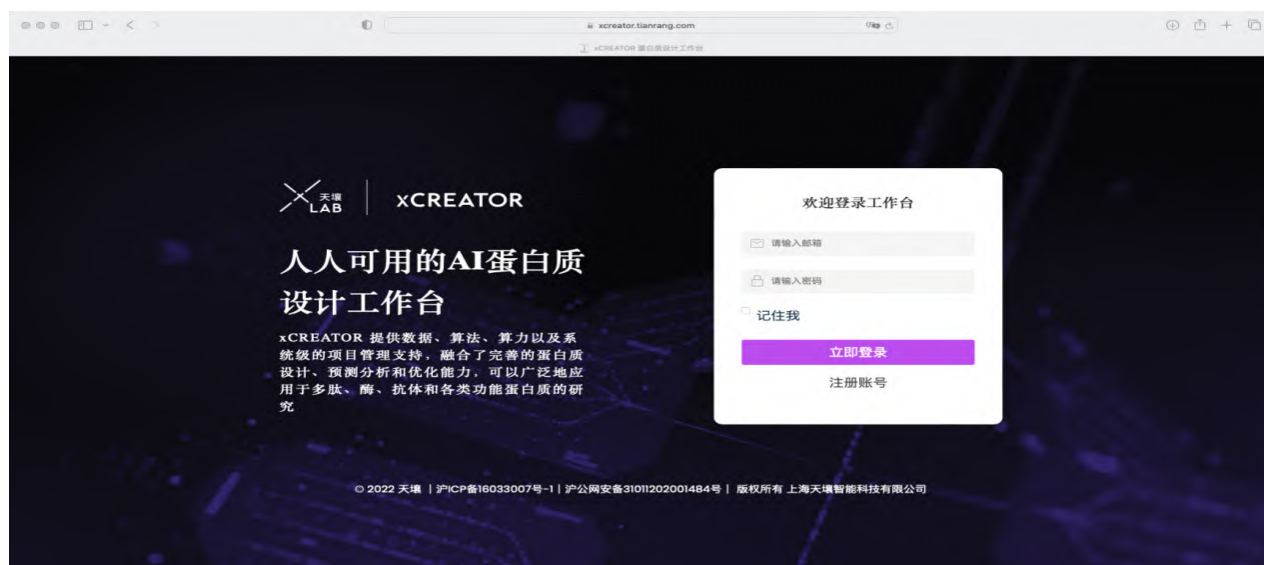 xcreator.tianrang.com
xCREATOR 蛋白质设计工作台
天壤
LAB
xCREATOR
人人可用的AI蛋白质
设计工作台
xCREATOR 提供数据、算法、算力以及系
统级的项目管理支持，融合了完善的蛋白质
设计、预测分析和优化能力，可以广泛地应
用于多肽、酶、抗体和各类功能蛋白质的研
究
欢迎登录工作台
请输入邮箱
请输入密码
记住我
立即登录
注册账号
© 2022 天壤 | 沪ICP备16033007号-1 | 沪公网安备31011202001484号 | 版权所有 上海天壤智能科技有限公司